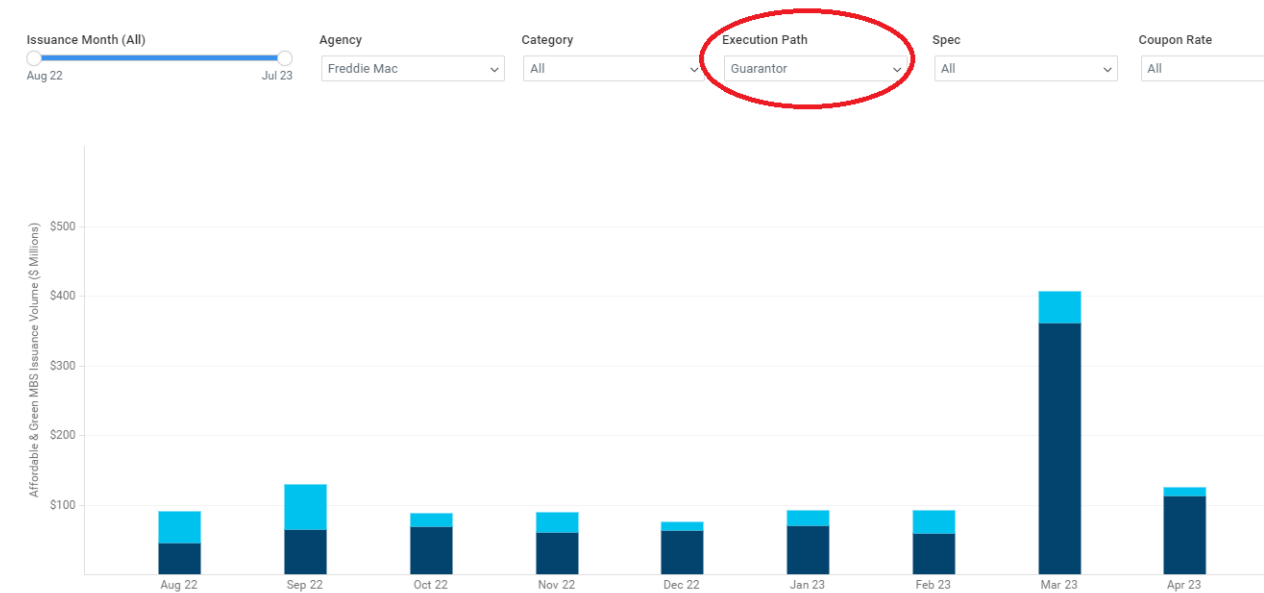 Issuance Month (All) Agency Category Execution Path Spec Coupon Rate
Freddie Mac All Guarantor All All
Aug 22 Jul 23
$500
$400
$300
$200
$100
Affordable & Green MBS Issuance Volume ($ Millions)
Aug 22 Sep 22 Oct 22 Nov 22 Dec 22 Jan 23 Feb 23 Mar 23 Apr 23